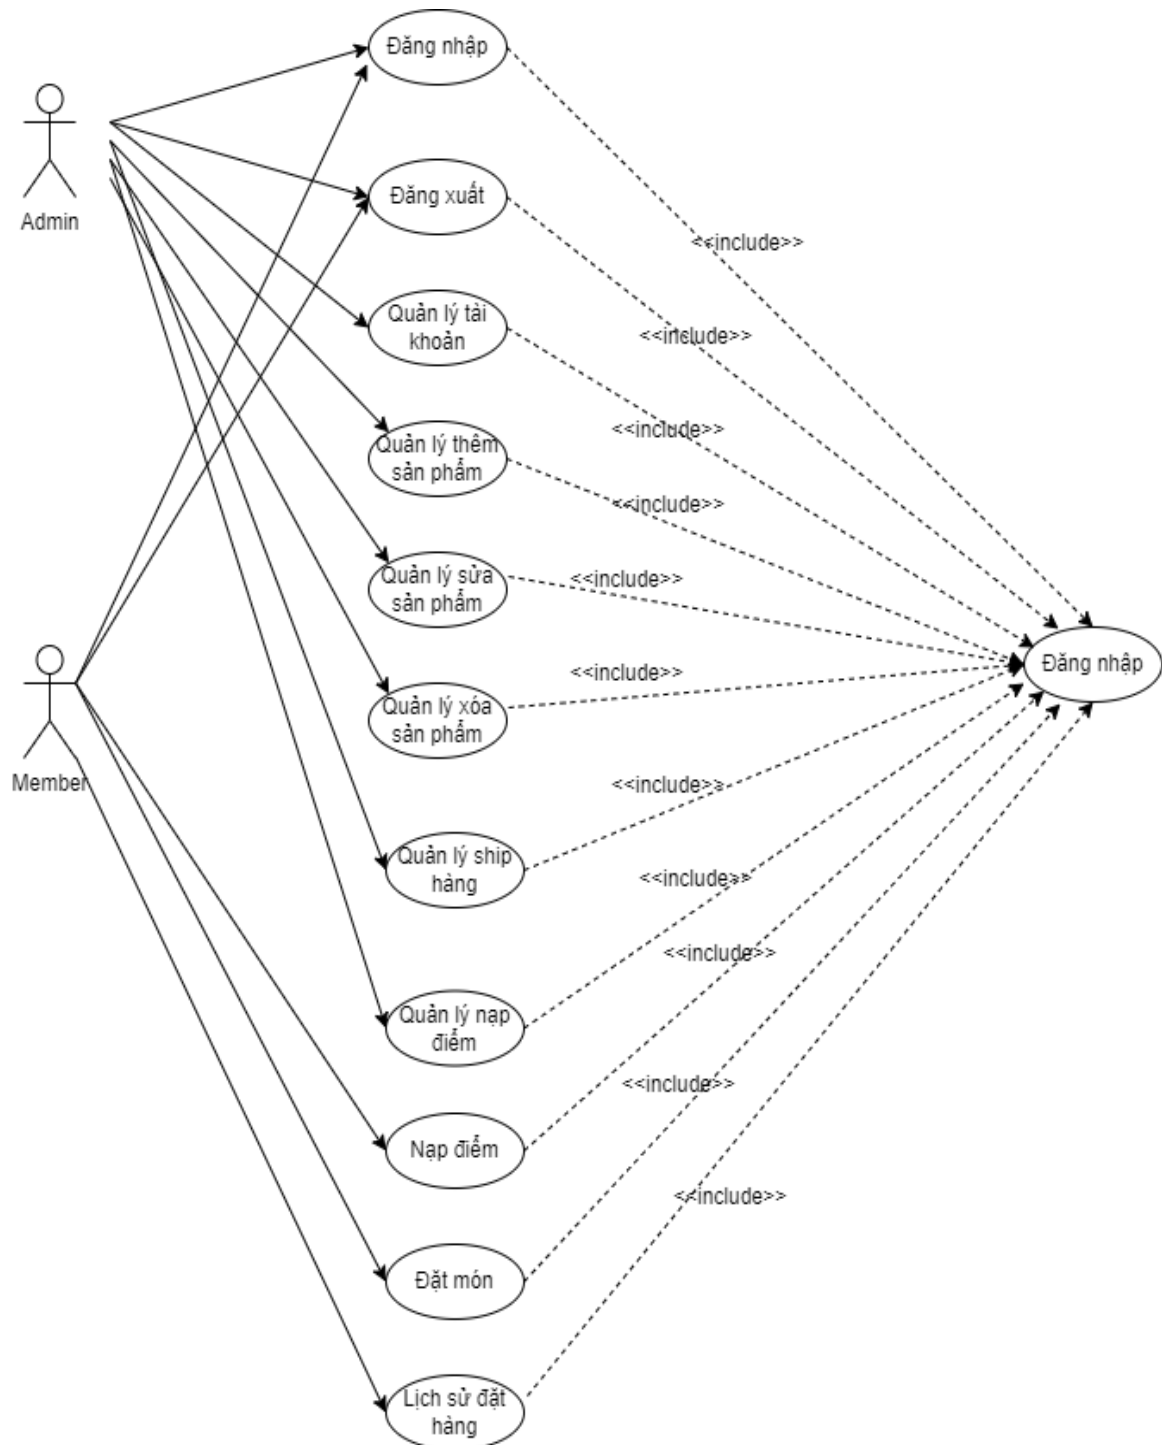 Đăng nhập
Admin
Đăng xuất
<<include>>
Quản lý tài
khoản
<<include>>
Quản lý thêm
sản phẩm
<<include>>
<<include>>
Quản lý sửa
sản phẩm
<<include>>
Đăng nhập
Quản lý xóa
sản phẩm
<<include>>
Member
<<include>>
Quản lý ship
hàng
<<include>>
<<include>>
Quản lý nạp
điểm
<<include>>
Nạp điểm
<<include>>
Đặt món
Lịch sử đặt
hàng